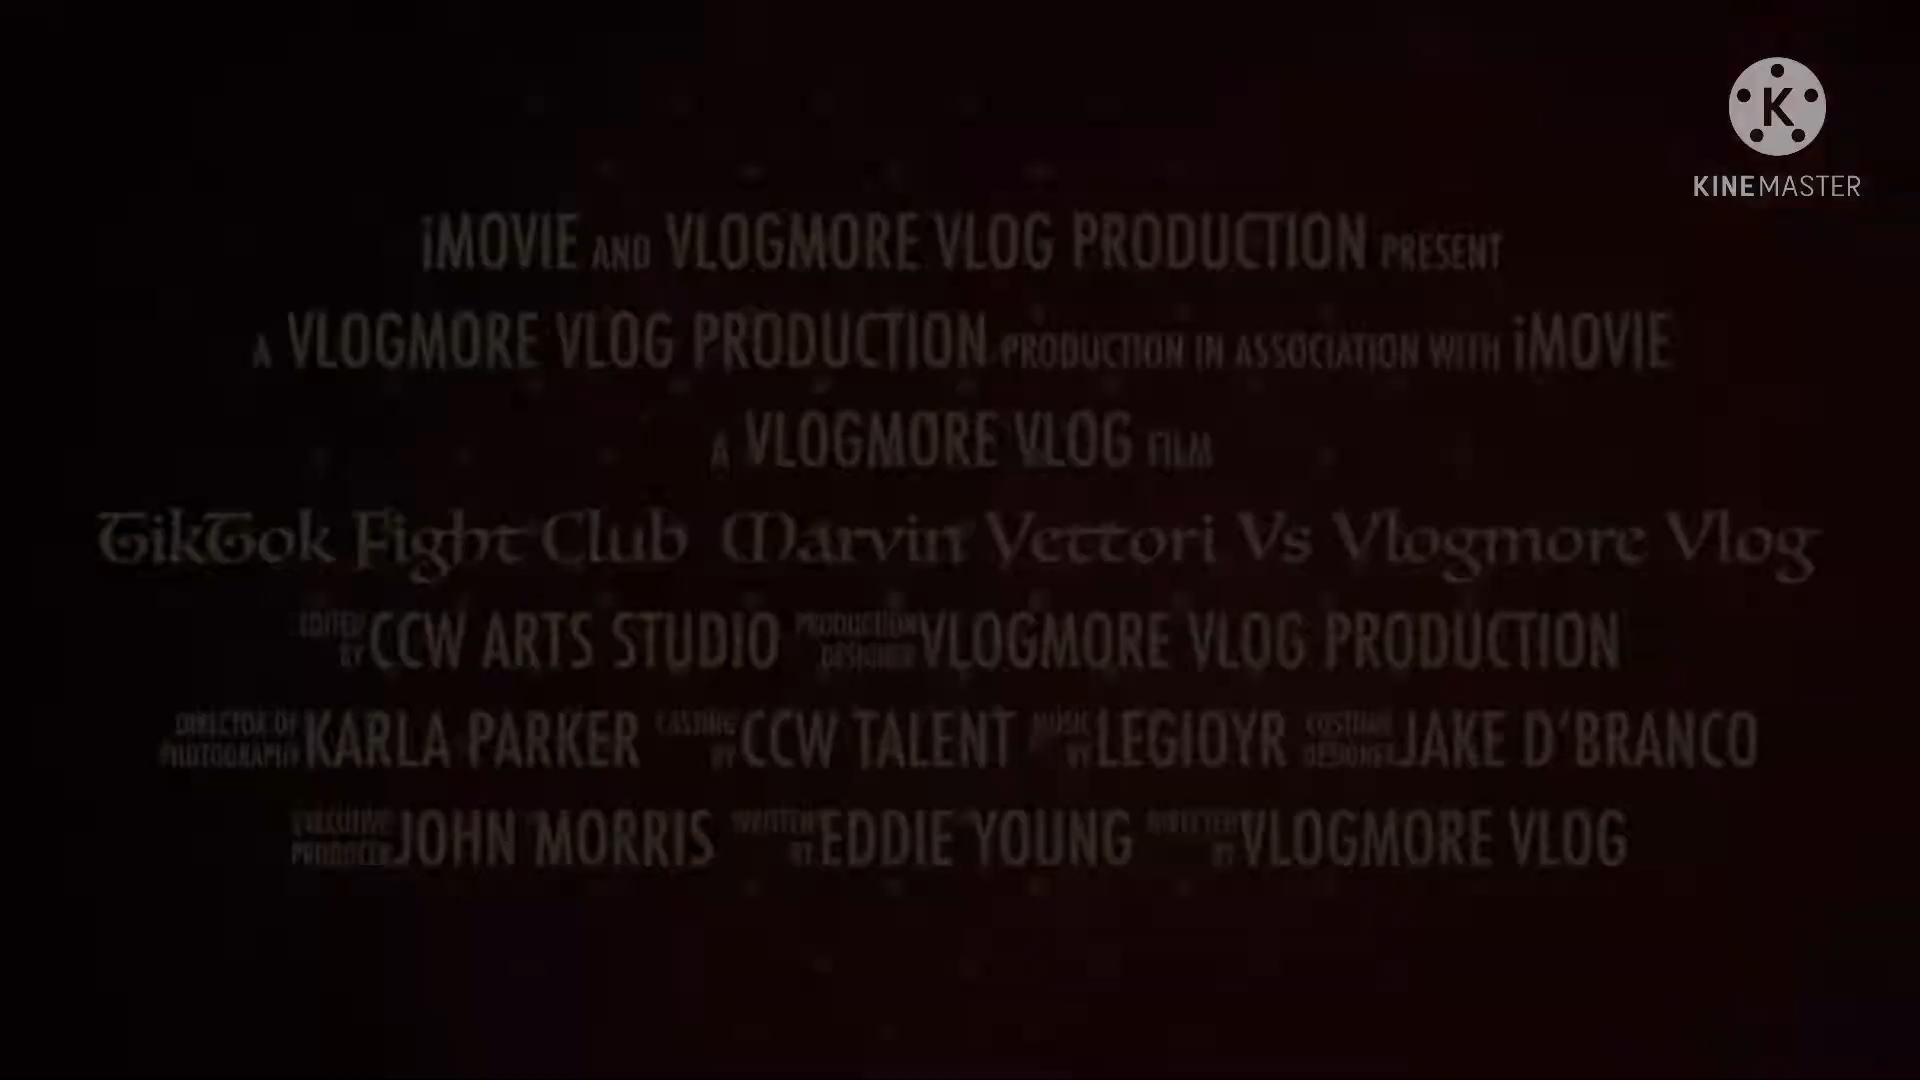 K
KINEMASTER
iMOVIE AND VLOGMORE VLOG PRODUCTION PRESENT
A VLOGMORE VLOG PRODUCTION PRODUCTION IN ASSOCIATION WITH iMOVIE
A VLOGMORE VLOG FILM
TikTok Fight Club Marvin Vettori Vs Vlogmore Vlog
EDITED BY CCW ARTS STUDIO PRODUCTION DESIGNER VLOGMORE VLOG PRODUCTION
DIRECTOR OF PHOTOGRAPHY KARLA PARKER CASTING BY CCW TALENT MUSIC BY LEGIOYR COSTUME DESIGNER JAKE D'BRANCO
EXECUTIVE PRODUCER JOHN MORRIS WRITTEN BY EDDIE YOUNG DIRECTED BY VLOGMORE VLOG